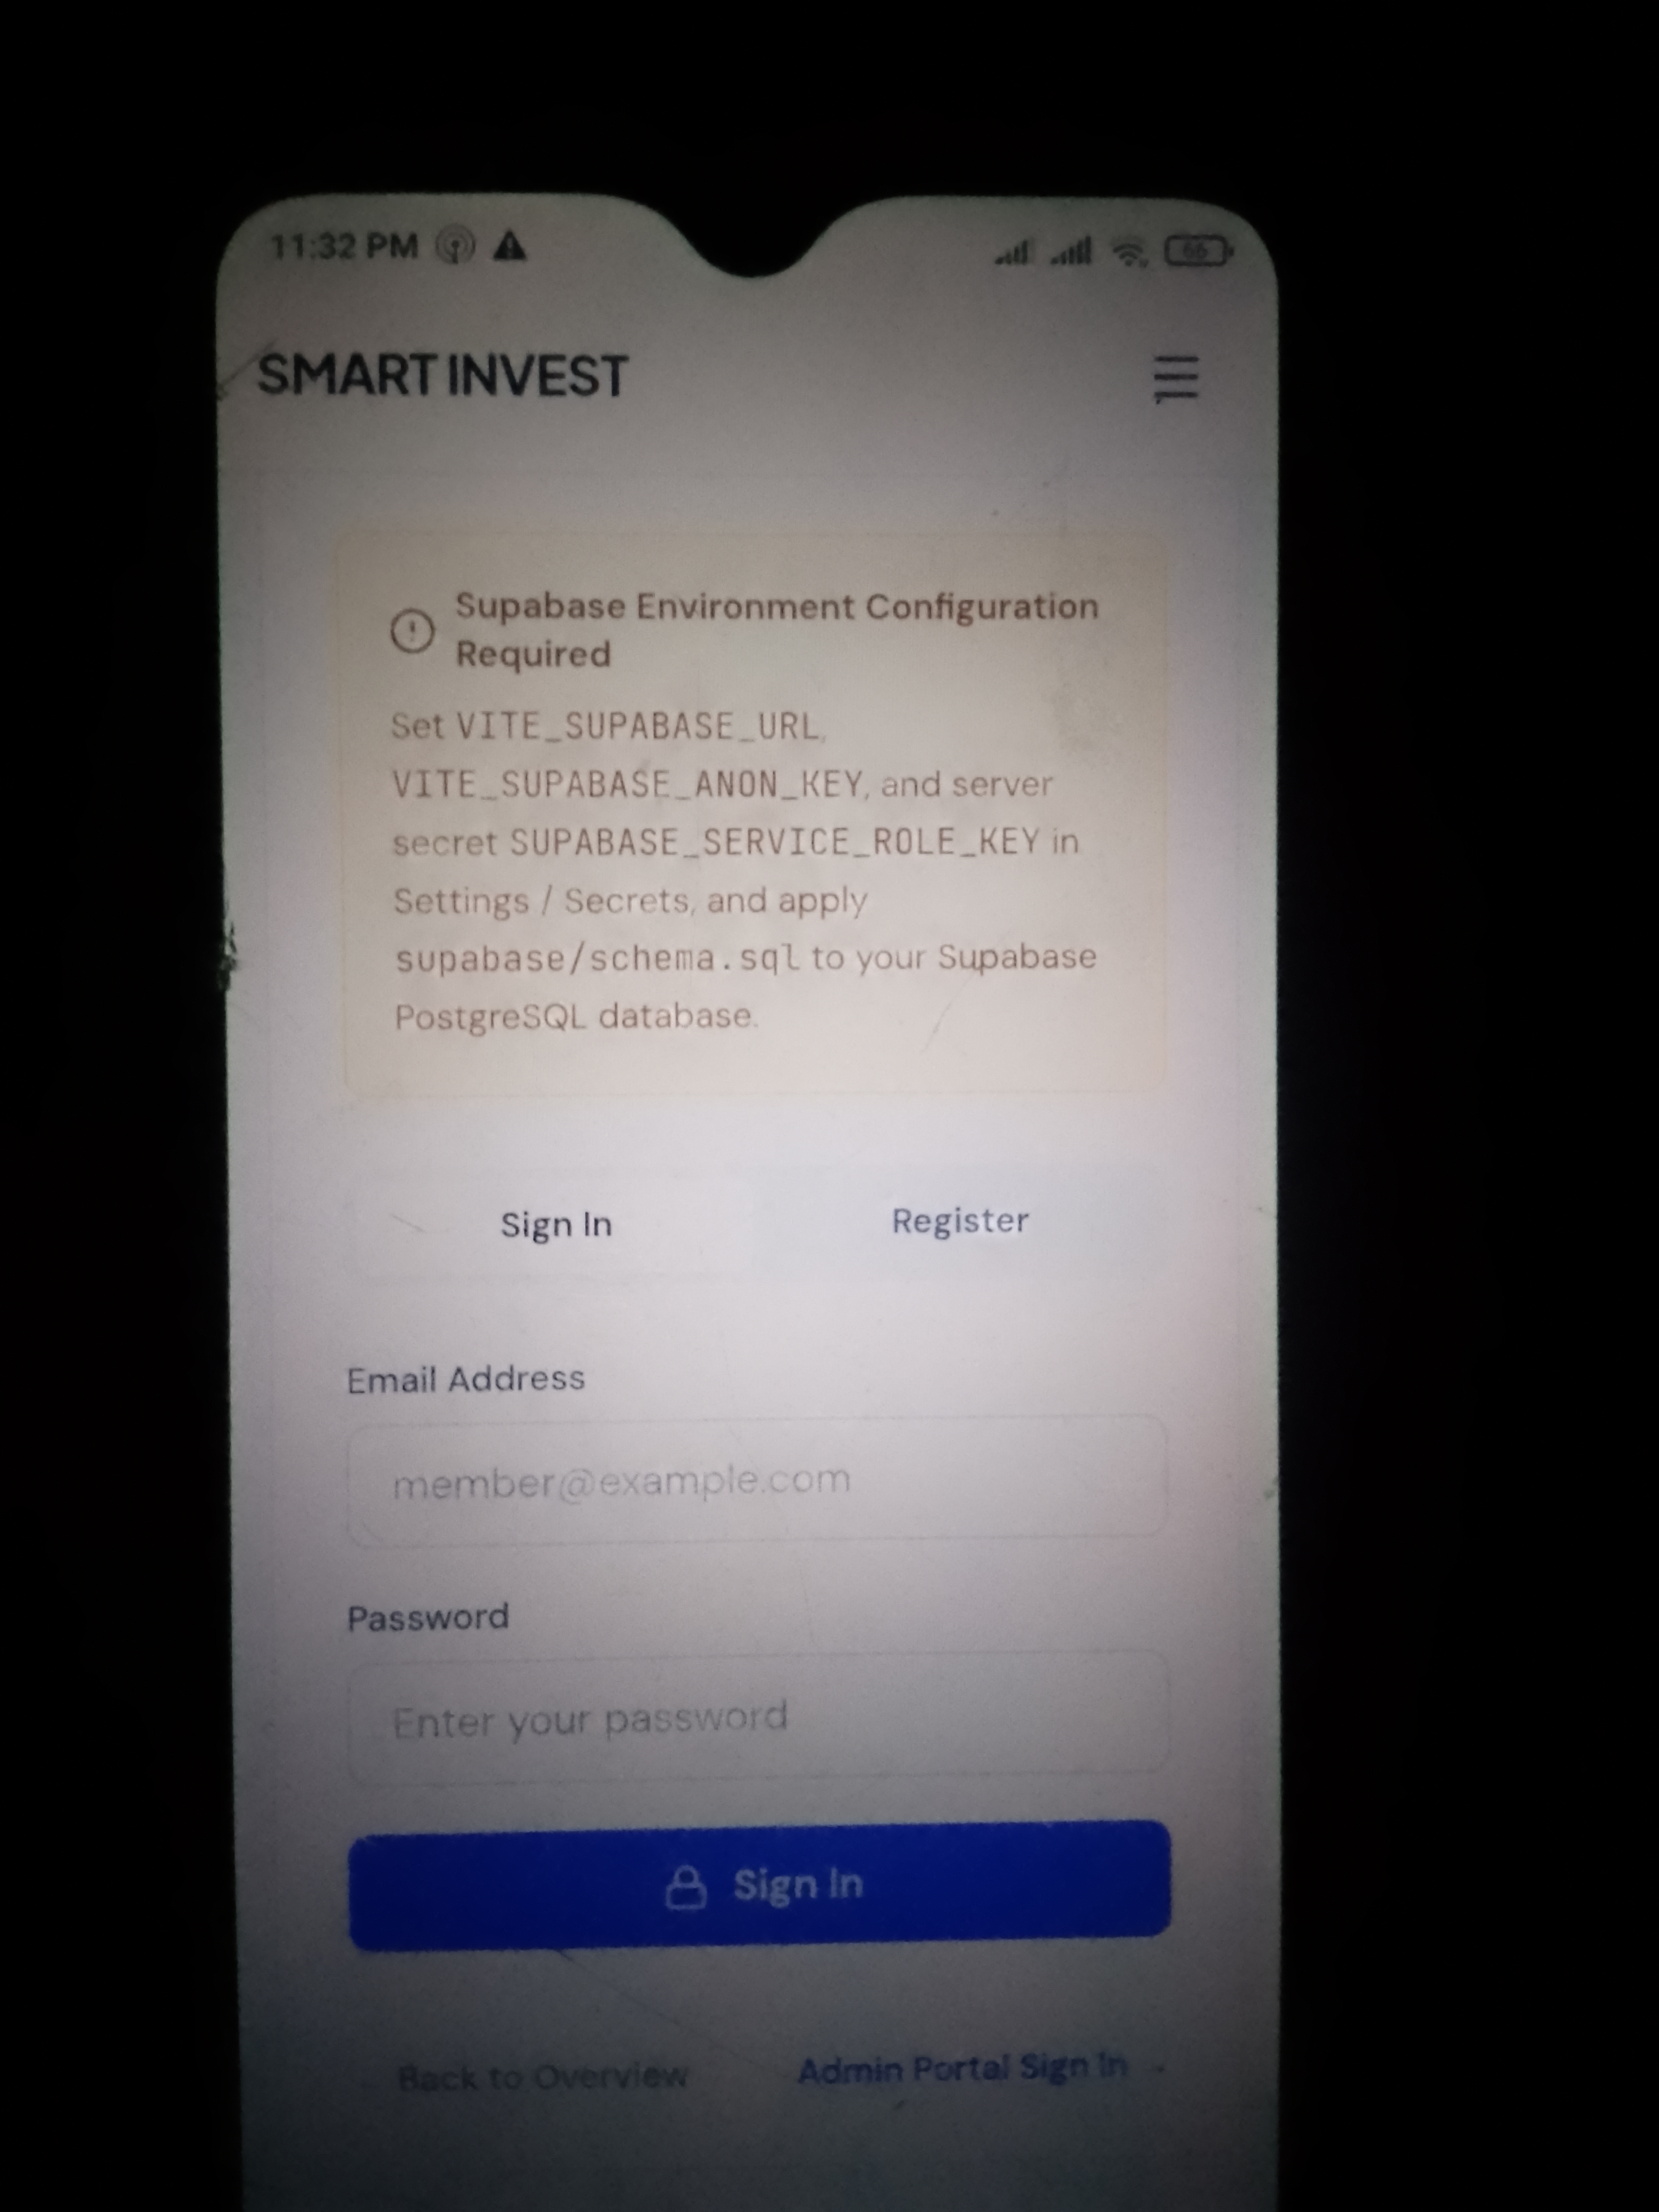 11:32 PM
66
SMART INVEST
Supabase Environment Configuration
Required
Set VITE_SUPABASE_URL,
VITE_SUPABASE_ANON_KEY, and server
secret SUPABASE_SERVICE_ROLE_KEY in
Settings / Secrets, and apply
supabase/schema.sql to your Supabase
PostgreSQL database.
Sign In Register
Email Address
member@example.com
Password
Enter your password
Sign In
Back to Overview Admin Portal Sign In